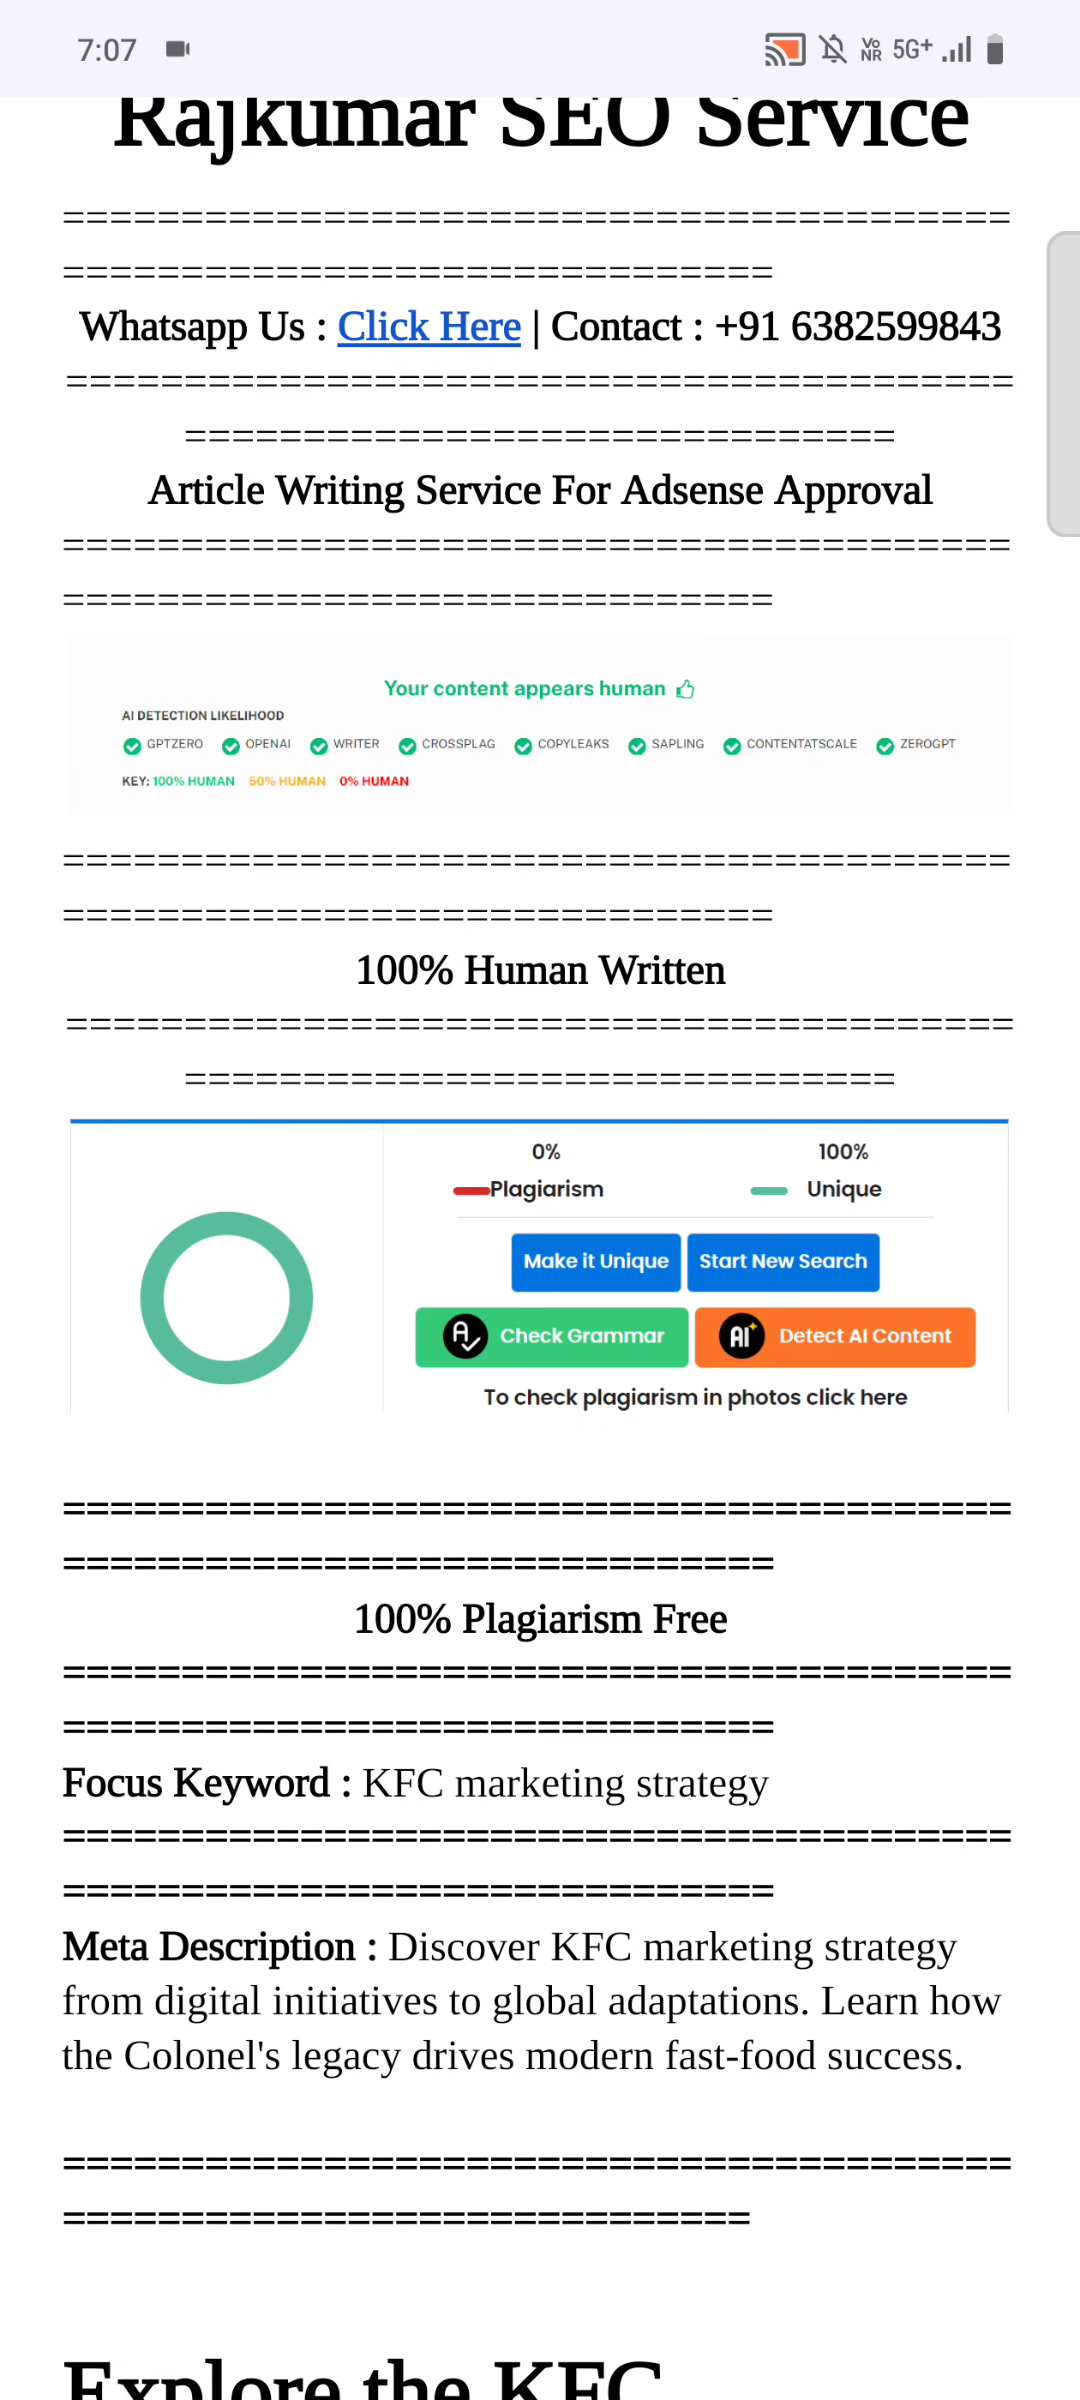 7:07
Vo NR 5G+
Rajkumar SEO Service
========================================
==============================
Whatsapp Us : Click Here | Contact : +91 6382599843
========================================
==============================
Article Writing Service For Adsense Approval
========================================
==============================
Your content appears human
AI DETECTION LIKELIHOOD
GPTZERO OPENAI WRITER CROSSPLAG COPYLEAKS SAPLING CONTENTATSCALE ZEROGPT
KEY: 100% HUMAN 50% HUMAN 0% HUMAN
========================================
==============================
100% Human Written
========================================
==============================
0% 100%
Plagiarism Unique
Make it Unique Start New Search
Check Grammar AI Detect AI Content
To check plagiarism in photos click here
========================================
==============================
100% Plagiarism Free
========================================
==============================
Focus Keyword : KFC marketing strategy
========================================
==============================
Meta Description : Discover KFC marketing strategy
from digital initiatives to global adaptations. Learn how
the Colonel's legacy drives modern fast-food success.
========================================
=============================
Explore the KFC